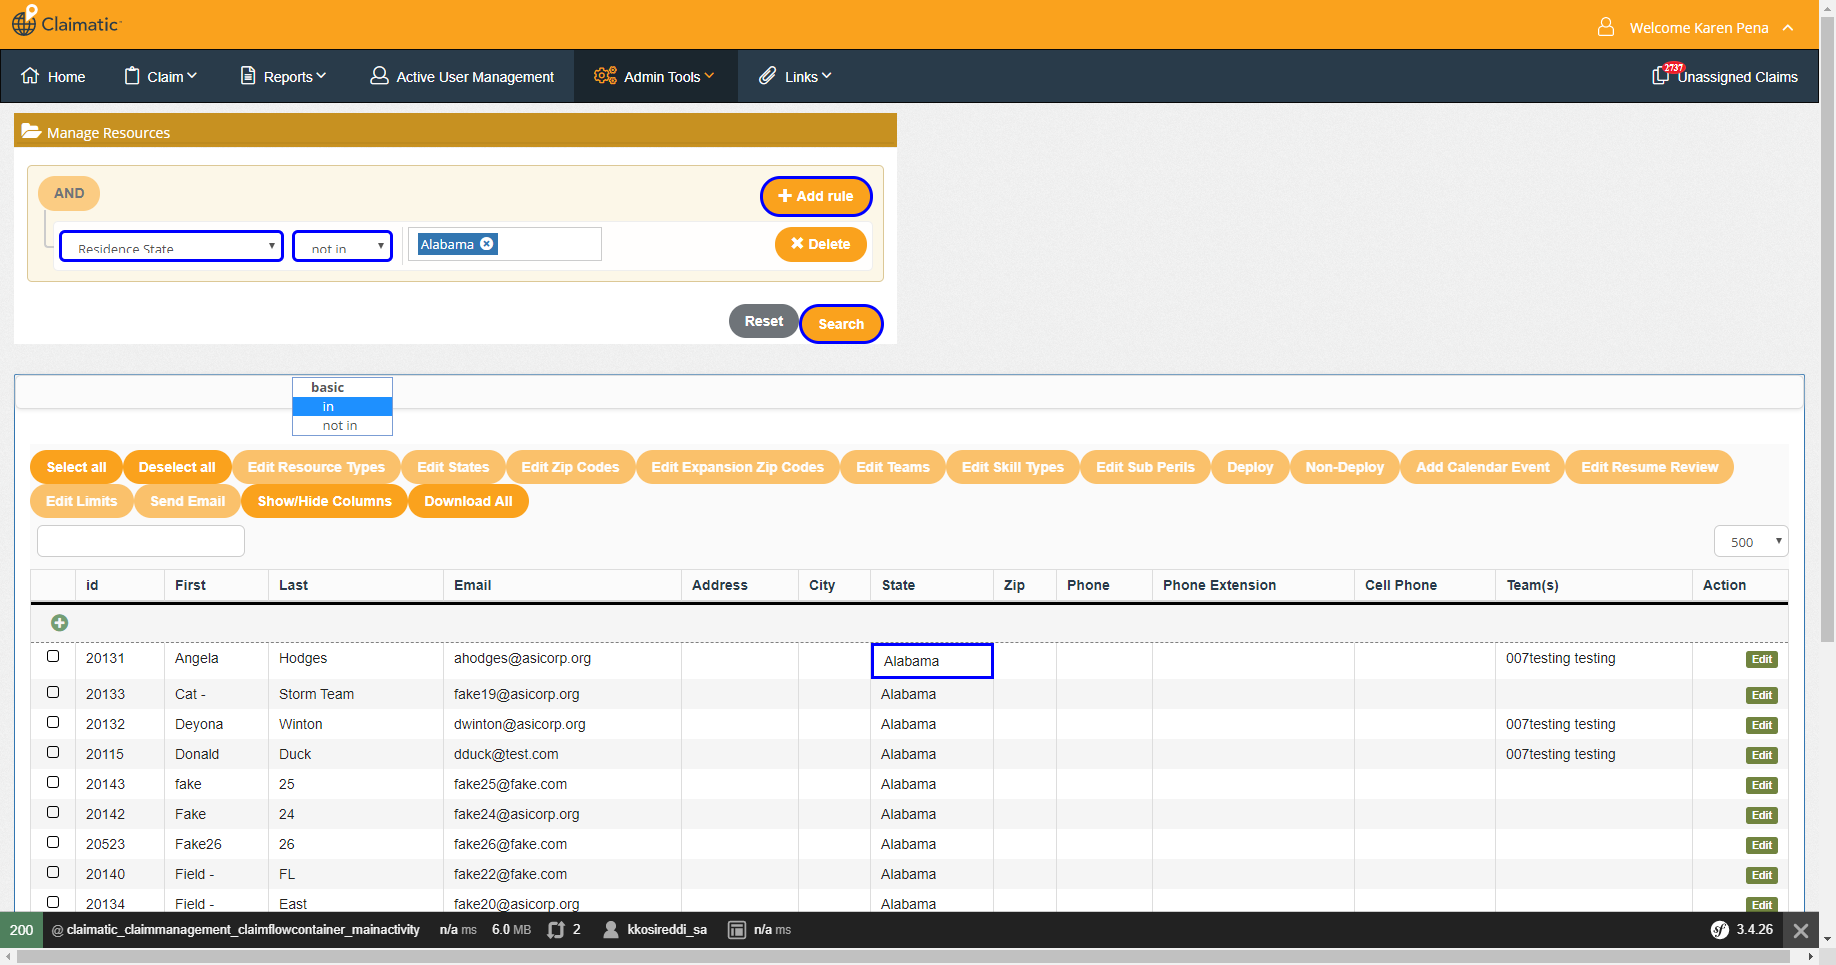 Claimatic
Welcome Karen Pena
Home
Claim
Reports
Active User Management
Admin Tools
Links
2737
Unassigned Claims
Manage Resources
AND
Add rule
Residence State
not in
Alabama
Delete
Reset
Search
basic
in
not in
Select all
Deselect all
Edit Resource Types
Edit States
Edit Zip Codes
Edit Expansion Zip Codes
Edit Teams
Edit Skill Types
Edit Sub Perils
Deploy
Non-Deploy
Add Calendar Event
Edit Resume Review
Edit Limits
Send Email
Show/Hide Columns
Download All
500
id First Last Email Address City State Zip Phone Phone Extension Cell Phone Team(s) Action
20131 Angela Hodges ahodges@asicorp.org Alabama 007testing testing Edit
20133 Cat - Storm Team fake19@asicorp.org Alabama Edit
20132 Deyona Winton dwinton@asicorp.org Alabama 007testing testing Edit
20115 Donald Duck dduck@test.com Alabama 007testing testing Edit
20143 fake 25 fake25@fake.com Alabama Edit
20142 Fake 24 fake24@asicorp.org Alabama Edit
20523 Fake26 26 fake26@fake.com Alabama Edit
20140 Field - FL fake22@fake.com Alabama Edit
20134 Field - East fake20@asicorp.org Alabama Edit
200 @ claimatic_claimmanagement_claimflowcontainer_mainactivity n/a ms 6.0 MB 2 kkosireddi_sa n/a ms sf 3.4.26